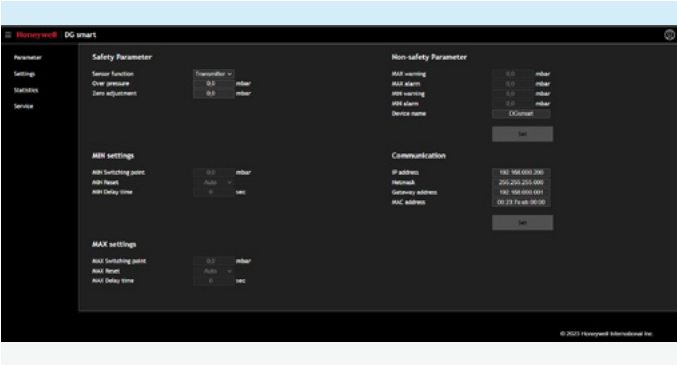 Honeywell DG smart
Parameter
Settings
Statistics
Service
Safety Parameter
Sensor function Transmitter
Over pressure 0,0 mbar
Zero adjustment 0,0 mbar
Non-safety Parameter
MAX warning 0,0 mbar
MAX alarm 0,0 mbar
MIN warning 0,0 mbar
MIN alarm 0,0 mbar
Device name DGsmart
Set
MIN settings
MIN Switching point 0,0 mbar
MIN Reset Auto
MIN Delay time 0 sec
Communication
IP address 192.168.000.200
Netmask 255.255.255.000
Gateway address 192.168.000.001
MAC address
Set
MAX settings
MAX Switching point 0,0 mbar
MAX Reset Auto
MAX Delay time 0 sec
© 2023 Honeywell International Inc.